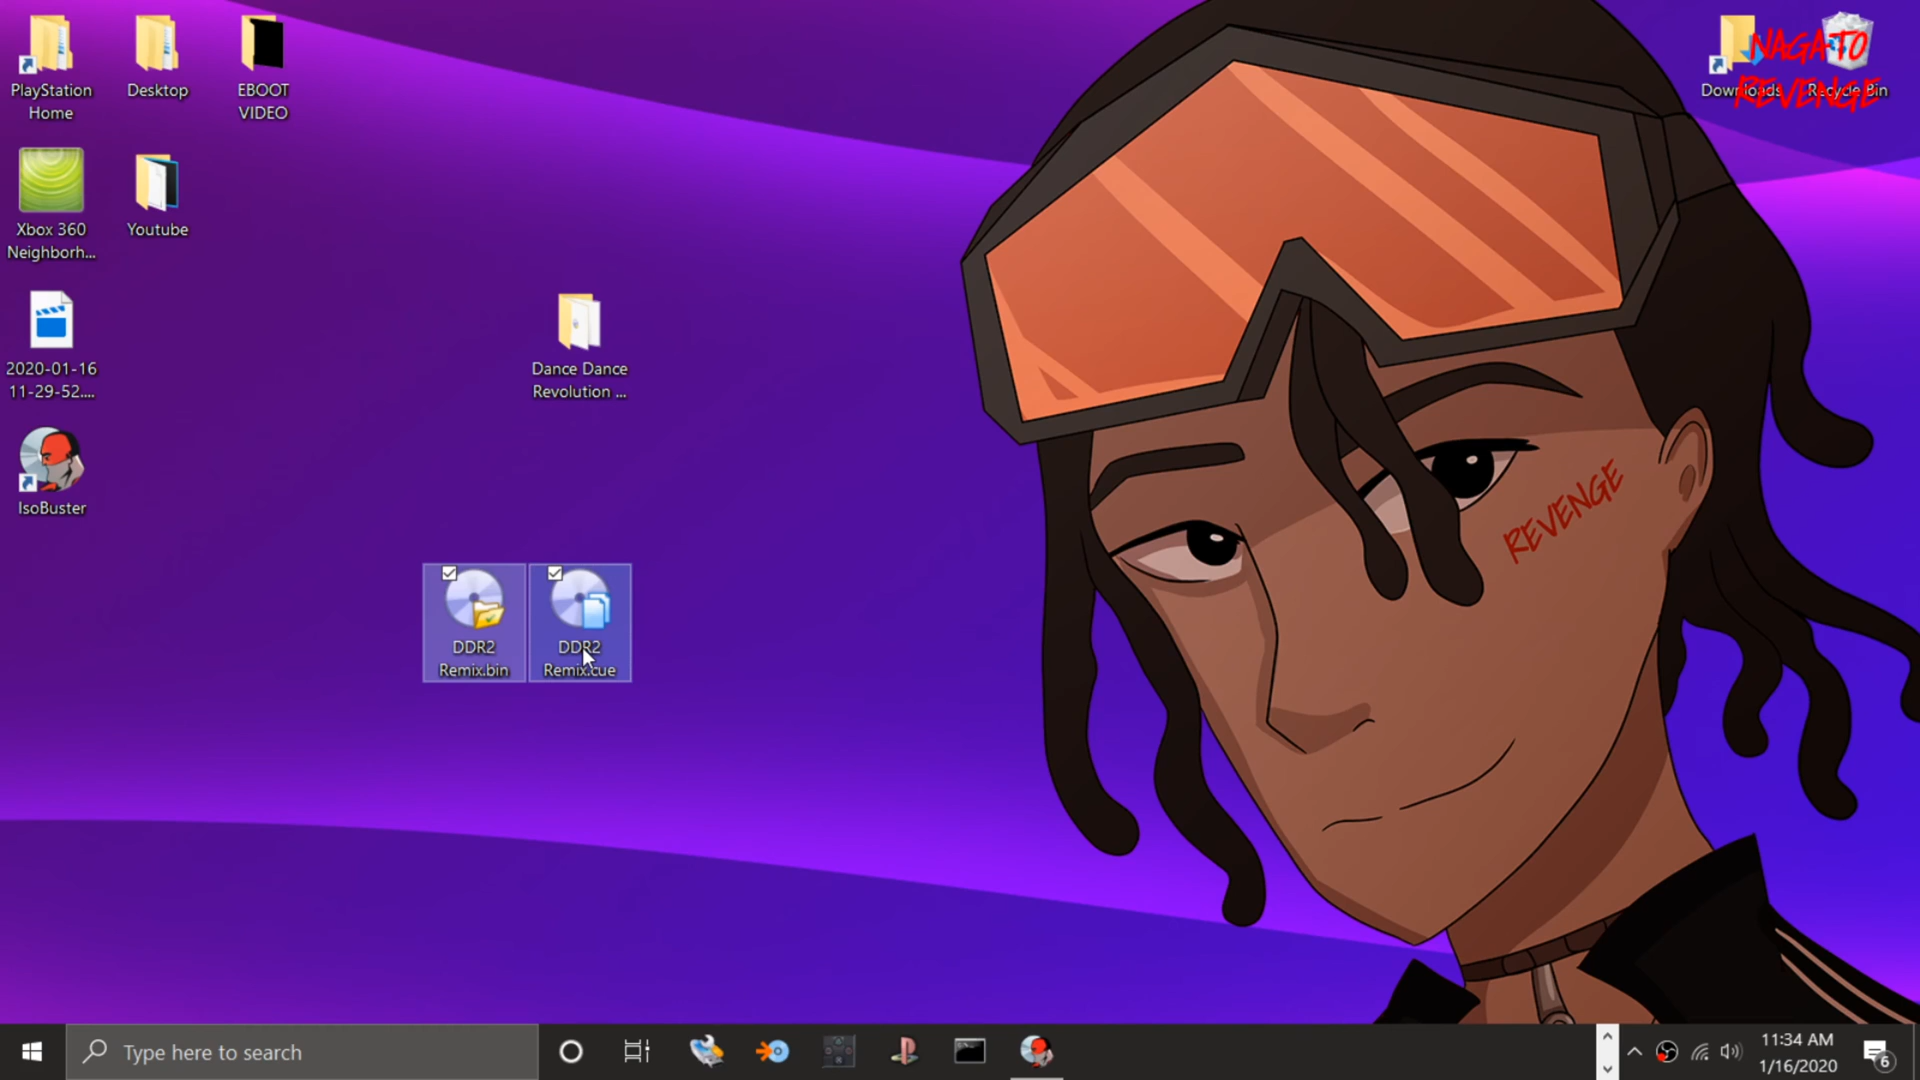 PlayStation
Home
Desktop
EBOOT
VIDEO
Downloads
Recycle Bin
NAGATO
REVENGE
Xbox 360
Neighborh...
Youtube
2020-01-16
11-29-52....
Dance Dance
Revolution ...
IsoBuster
REVENGE
DDR2
Remix.bin
DDR2
Remix.cue
Type here to search
11:34 AM
1/16/2020
6